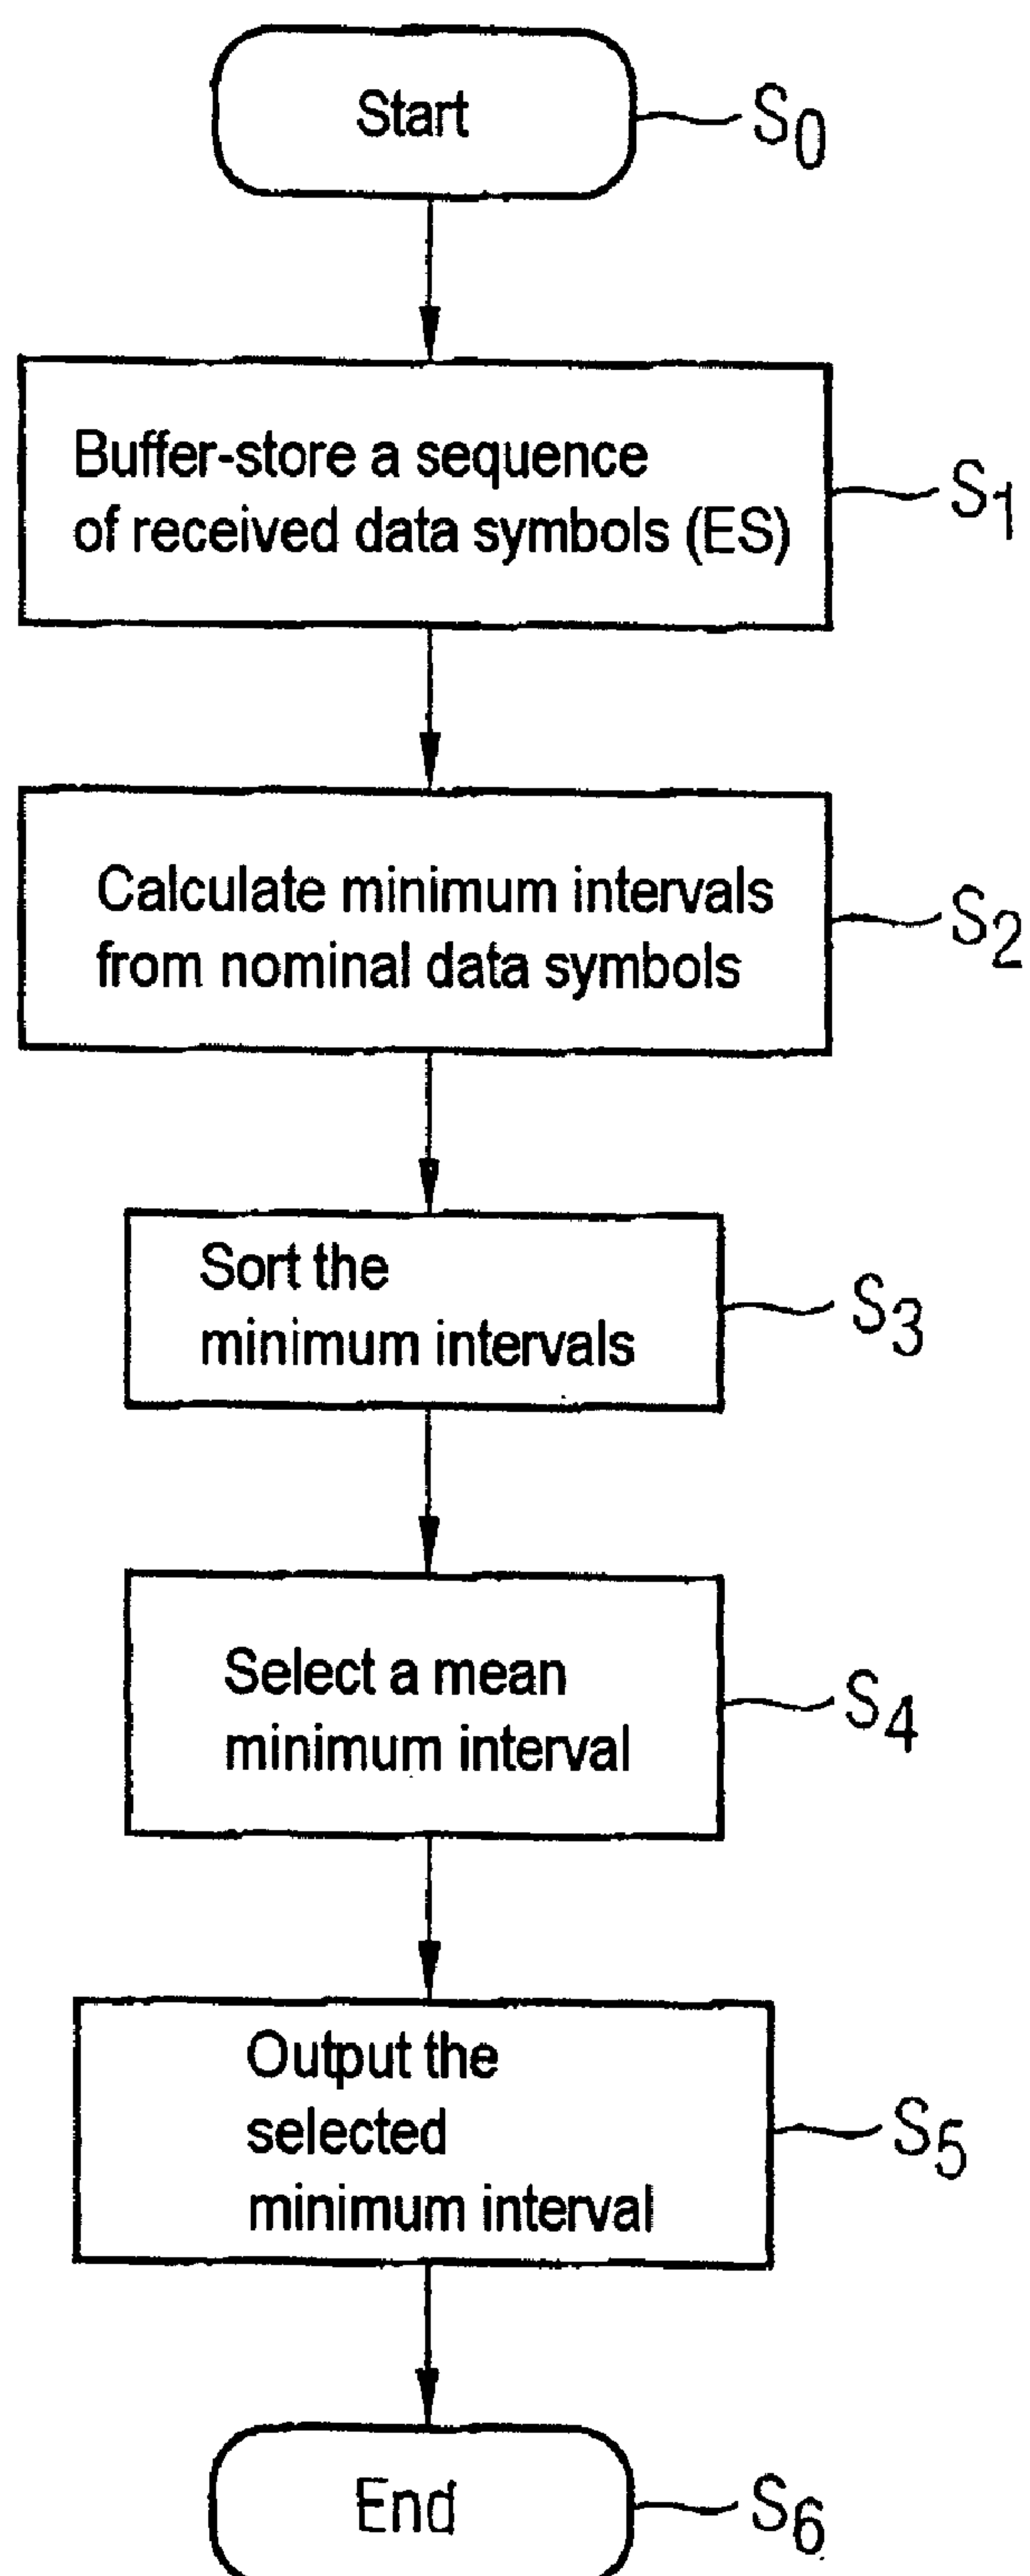 Start
S0
Buffer-store a sequence
of received data symbols (ES)
S1
Calculate minimum intervals
from nominal data symbols
S2
Sort the
minimum intervals
S3
Select a mean
minimum interval
S4
Output the
selected
minimum interval
S5
End
S6